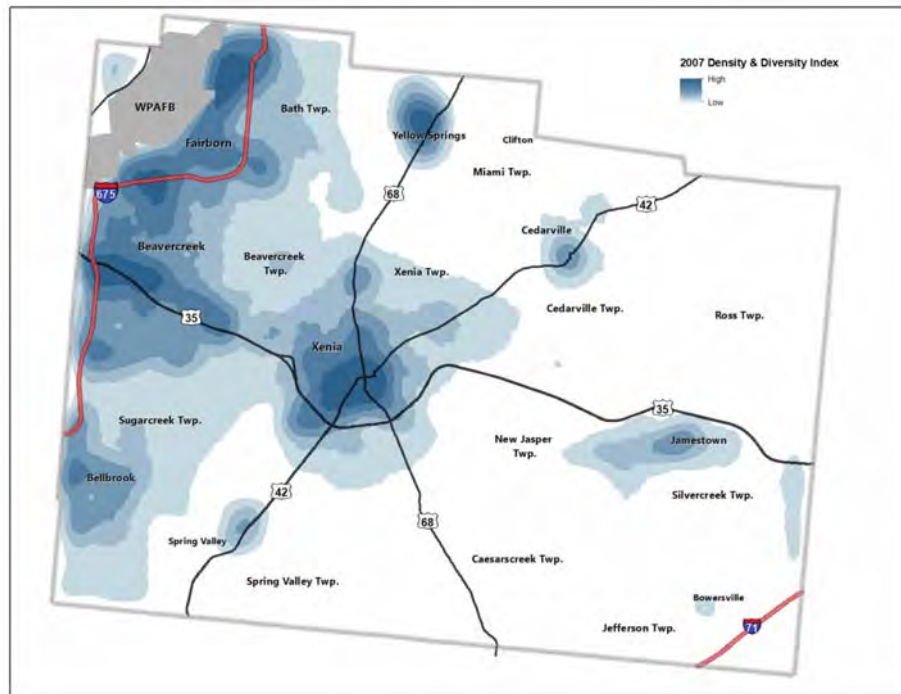 2007 Density & Diversity Index
High
Low
WPAFB
Bath Twp.
Fairborn
Yellow Springs
Clifton
Miami Twp.
675
68
42
Cedarville
Beavercreek
Beavercreek
Twp.
Xenia Twp.
Cedarville Twp.
Ross Twp.
35
Xenia
35
Sugarcreek Twp.
New Jasper
Twp.
Jamestown
Bellbrook
42
Silvercreek Twp.
68
Spring Valley
Caesarscreek Twp.
Spring Valley Twp.
Bowersville
Jefferson Twp.
71